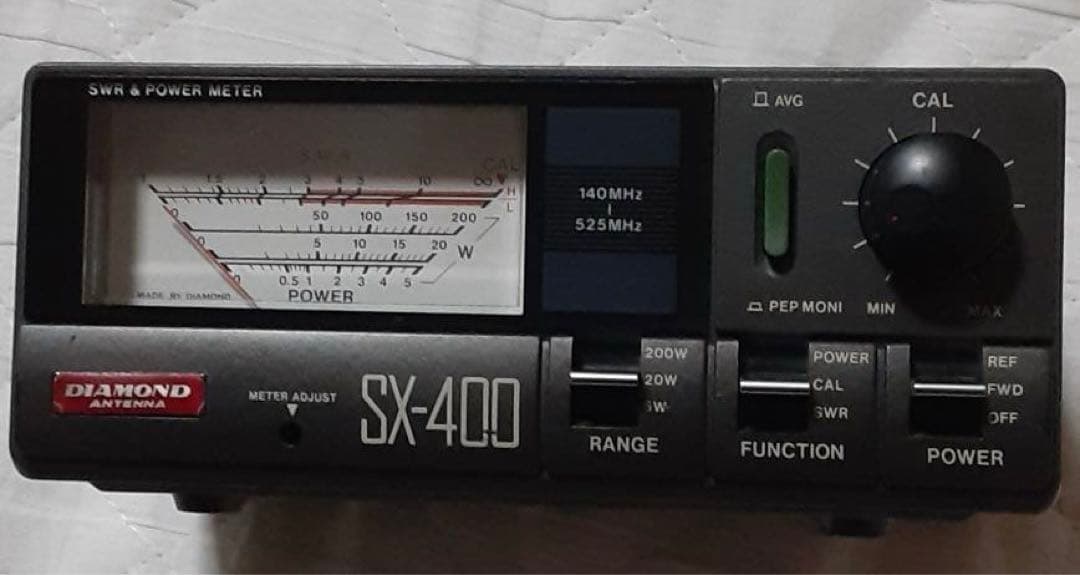 SWR & POWER METER
AVG
CAL
CAL
1 1.5 2 3 4 5 10 ∞ H
L
0 50 100 150 200
0 5 10 15 20 W
0 0.5 1 2 3 4 5
POWER
MADE BY DIAMOND
140MHz
525MHz
PEP MONI
MIN
MAX
DIAMOND
ANTENNA
METER ADJUST
SX-400
200W
20W
5W
RANGE
POWER
CAL
SWR
FUNCTION
REF
FWD
OFF
POWER